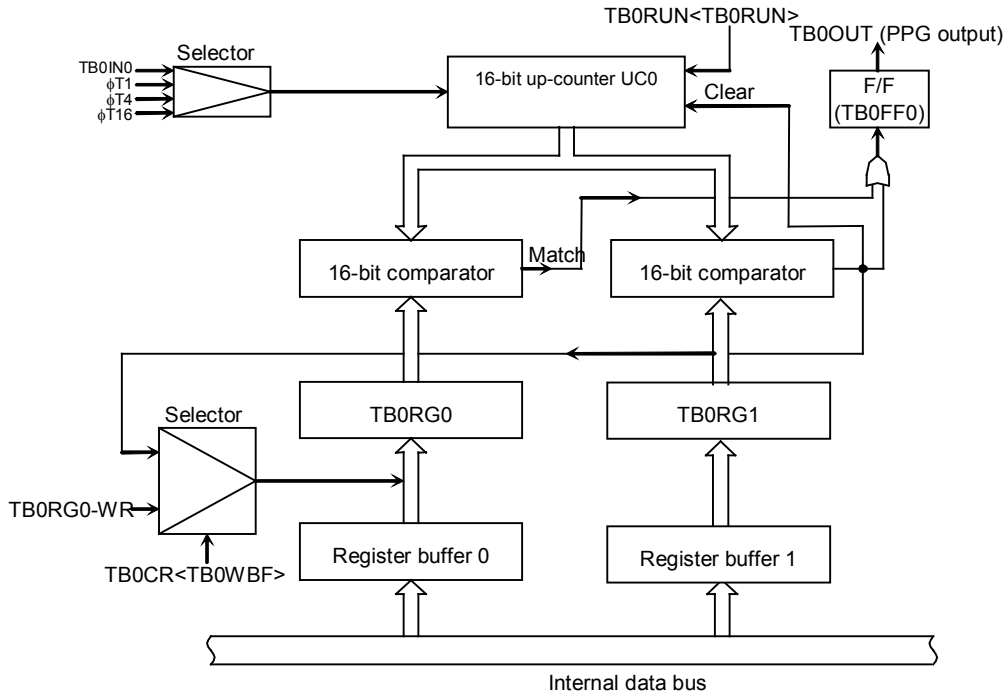 TB0RUN<TB0RUN>
TB0OUT (PPG output)
Selector
TB0IN0
ϕT1
ϕT4
ϕT16
16-bit up-counter UC0
Clear
F/F
(TB0FF0)
16-bit comparator
Match
16-bit comparator
TB0RG0
TB0RG1
Selector
TB0RG0-WR
TB0CR<TB0WBF>
Register buffer 0
Register buffer 1
Internal data bus